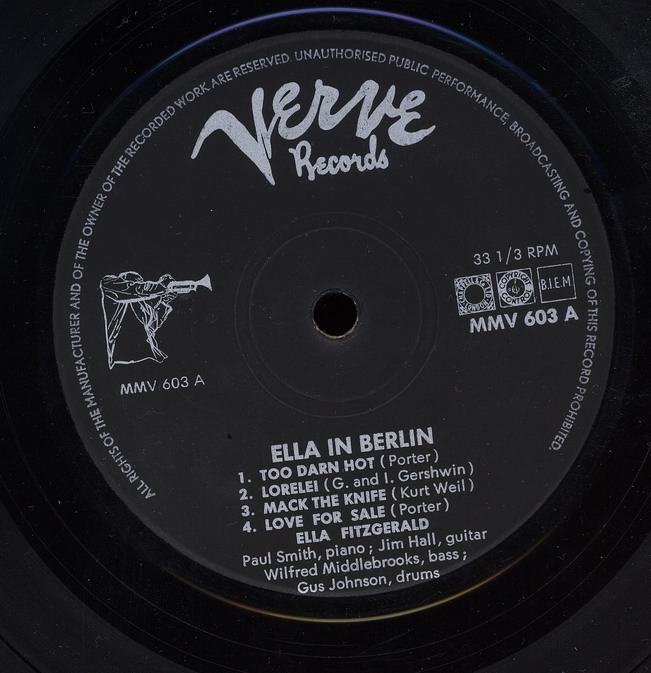 ALL RIGHTS OF THE MANUFACTURER AND OF THE OWNER OF THE RECORDED WORK ARE RESERVED. UNAUTHORISED PUBLIC PERFORMANCE, BROADCASTING AND COPYING OF THIS RECORD PROHIBITED.
Verve
Records
33 1/3 RPM
B.I.E.M
MMV 603 A
MMV 603 A
ELLA IN BERLIN
1. TOO DARN HOT (Porter)
2. LORELEI (G. and I. Gershwin)
3. MACK THE KNIFE (Kurt Weil)
4. LOVE FOR SALE (Porter)
ELLA FITZGERALD
Paul Smith, piano ; Jim Hall, guitar
Wilfred Middlebrooks, bass ;
Gus Johnson, drums